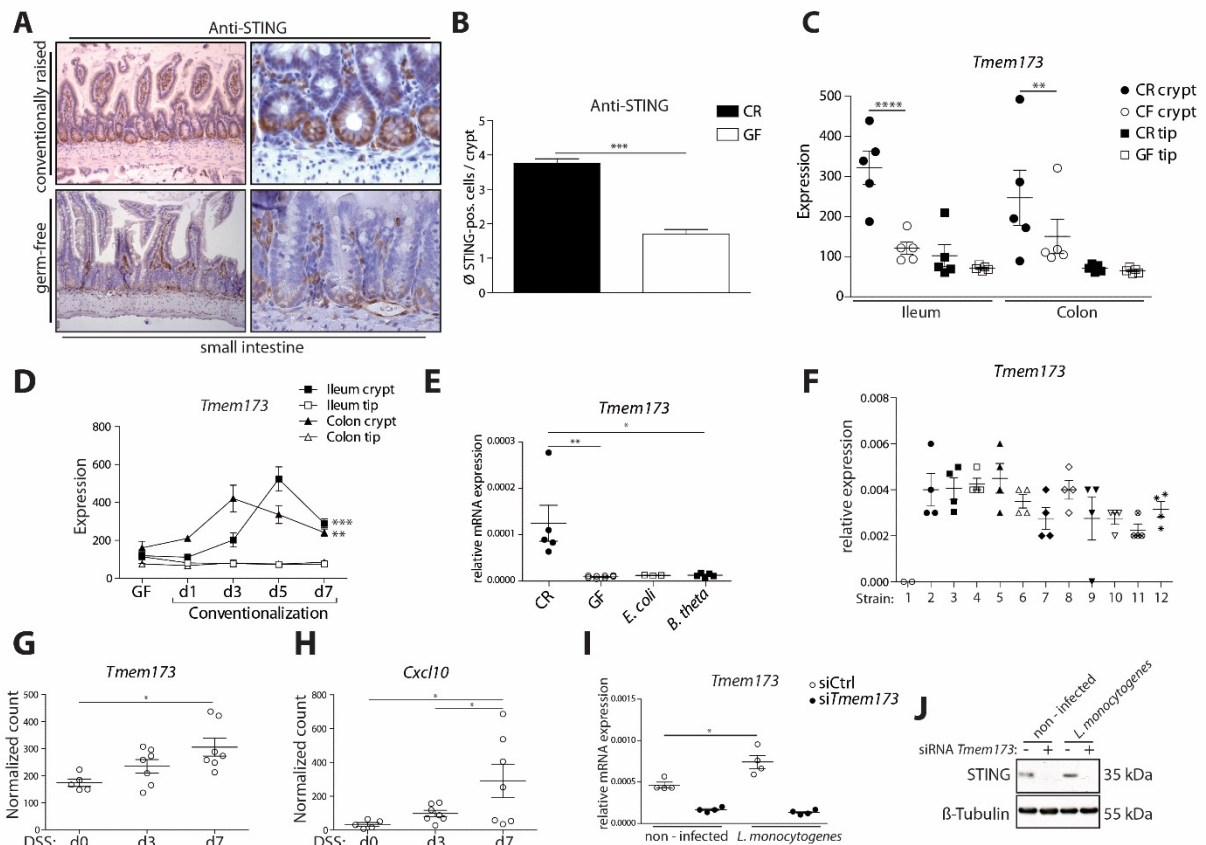 A
Anti-STING
conventionally raised
germ-free
small intestine
B
Anti-STING
CR
GF
***
Ø STING-pos. cells / crypt
5
4
3
2
1
0
C
Tmem173
CR crypt
CF crypt
CR tip
GF tip
****
**
Expression
500
400
300
200
100
0
Ileum
Colon
D
Tmem173
Ileum crypt
Ileum tip
Colon crypt
Colon tip
Expression
800
600
400
200
0
***
**
GF d1 d3 d5 d7
Conventionalization
E
Tmem173
*
**
relative mRNA expression
0.0003
0.0002
0.0001
0.0000
CR GF E. coli B. theta
F
Tmem173
relative expression
0.008
0.006
0.004
0.002
0.000
Strain: 1 2 3 4 5 6 7 8 9 10 11 12
G
Tmem173
*
Normalized count
500
400
300
200
100
0
DSS: d0 d3 d7
H
Cxcl10
*
*
Normalized count
800
600
400
200
0
DSS: d0 d3 d7
I
Tmem173
siCtrl
siTmem173
*
relative mRNA expression
0.0015
0.0010
0.0005
0.0000
non - infected L. monocytogenes
J
non - infected
L. monocytogenes
siRNA Tmem173: - + - +
STING 35 kDa
ß-Tubulin 55 kDa